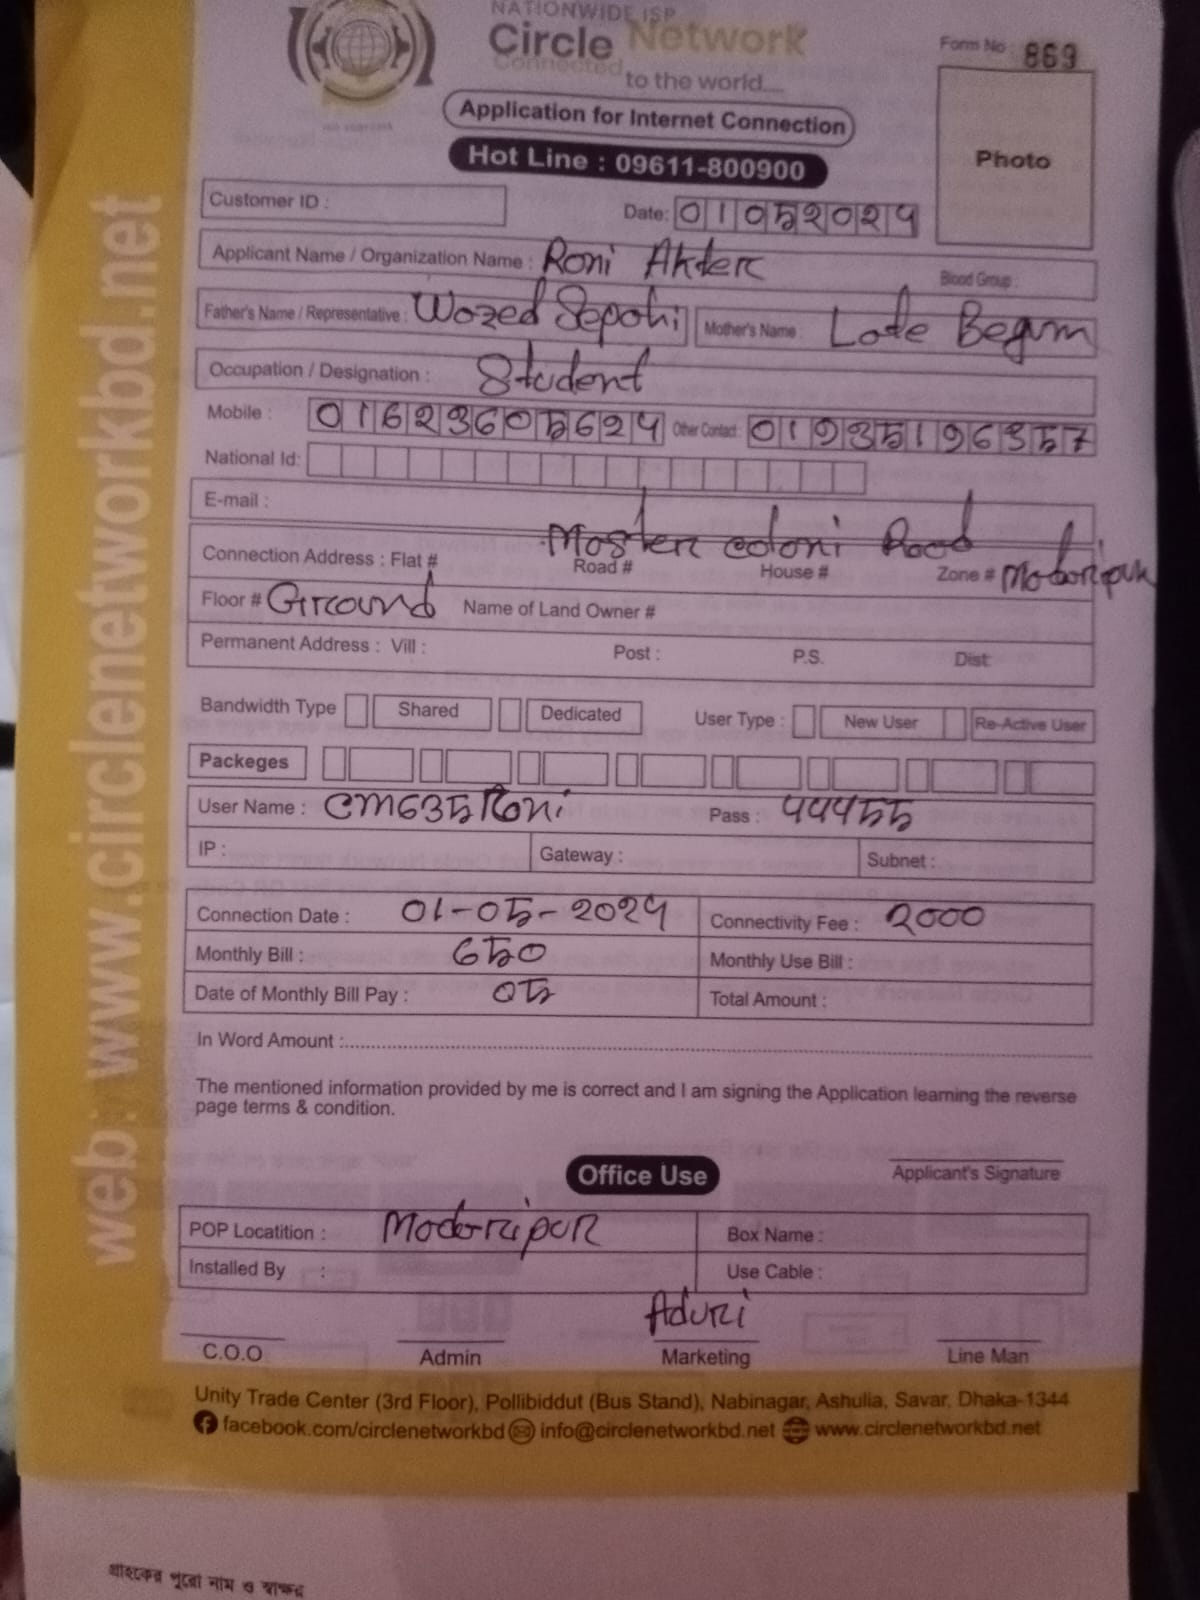 NATIONWIDE ISP
Circle Network
Connected to the world....
Form No : 869
Application for Internet Connection
Hot Line : 09611-800900
Photo
Customer ID :
Date: 01052024
Applicant Name / Organization Name : Roni Akter
Blood Group :
Father's Name / Representative : Wozed Sepohi
Mother's Name : Lode Begum
Occupation / Designation : Student
Mobile : 01623605624 Other Contact : 01935196357
National Id:
E-mail :
Connection Address : Flat # Road # House # Zone #
Moster coloni Rood Modoripur
Floor # Ground Name of Land Owner #
Permanent Address : Vill : Post : P.S. Dist:
Bandwidth Type Shared Dedicated User Type : New User Re-Active User
Packeges
User Name : CM635Roni Pass : 44455
IP : Gateway : Subnet :
Connection Date : 01-05-2024 Connectivity Fee : 2000
Monthly Bill : 650 Monthly Use Bill :
Date of Monthly Bill Pay : 05 Total Amount :
In Word Amount :
The mentioned information provided by me is correct and I am signing the Application learning the reverse
page terms & condition.
Applicant's Signature
Office Use
POP Locatition : Modoripur Box Name :
Installed By : Use Cable :
Aduri
C.O.O Admin Marketing Line Man
Unity Trade Center (3rd Floor), Pollibiddut (Bus Stand), Nabinagar, Ashulia, Savar, Dhaka-1344
facebook.com/circlenetworkbd info@circlenetworkbd.net www.circlenetworkbd.net
web : www.circlenetworkbd.net
গ্রাহকের পুরো নাম ও স্বাক্ষর